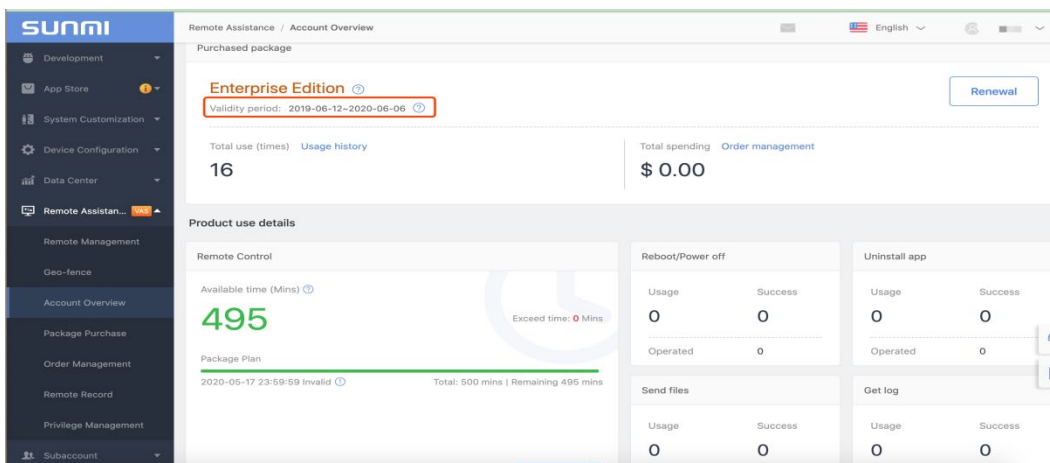 SUNMI
Remote Assistance / Account Overview
English
Development
App Store
System Customization
Device Configuration
Data Center
Remote Assistan... VAS
Remote Management
Geo-fence
Account Overview
Package Purchase
Order Management
Remote Record
Privilege Management
Subaccount
Purchased package
Enterprise Edition
Validity period: 2019-06-12~2020-06-06
Renewal
Total use (times) Usage history
16
Total spending Order management
$ 0.00
Product use details
Remote Control
Available time (Mins)
495
Exceed time: 0 Mins
Package Plan
2020-05-17 23:59:59 Invalid
Total: 500 mins | Remaining 495 mins
Reboot/Power off
Usage Success
0 0
Operated 0
Uninstall app
Usage Success
0 0
Operated 0
Send files
Usage Success
0 0
Get log
Usage Success
0 0